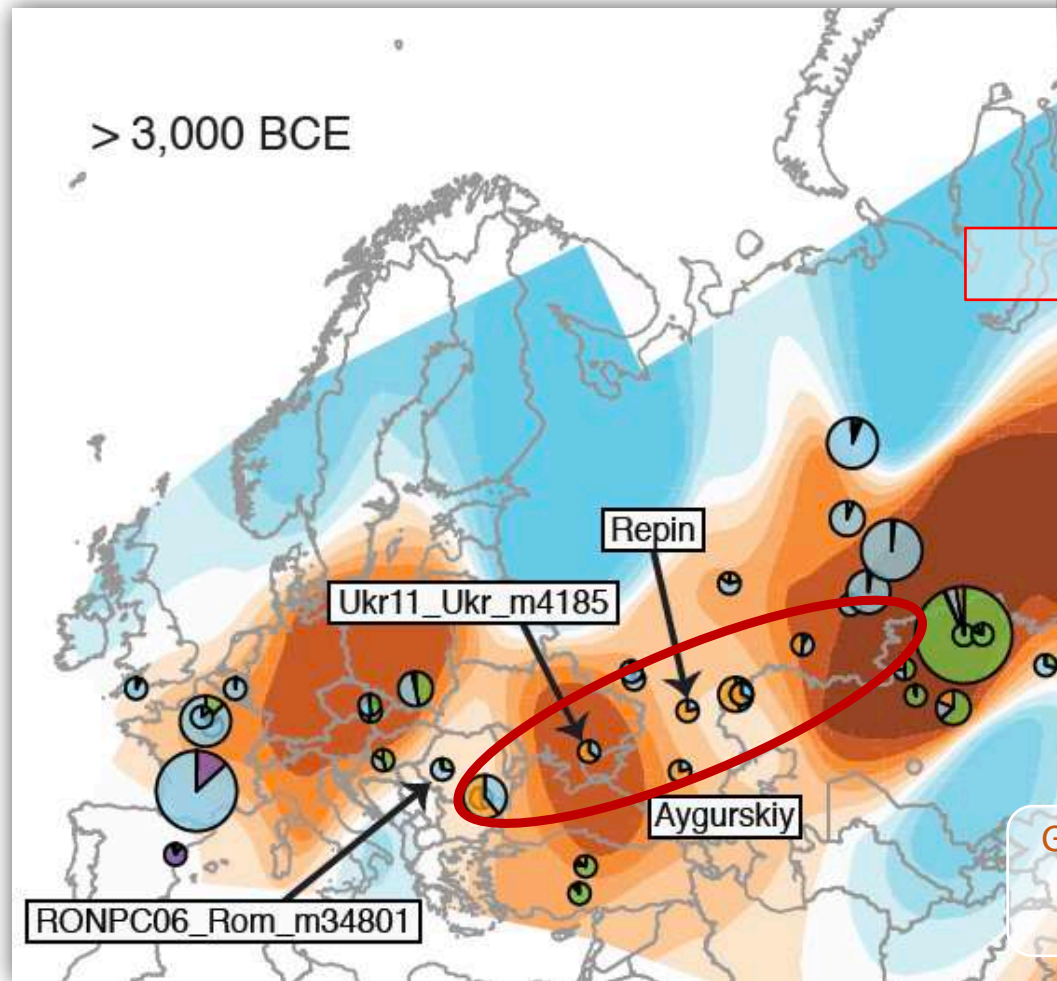 > 3,000 BCE
Repin
Ukr11_Ukr_m4185
Aygurskiy
G
RONPC06_Rom_m34801